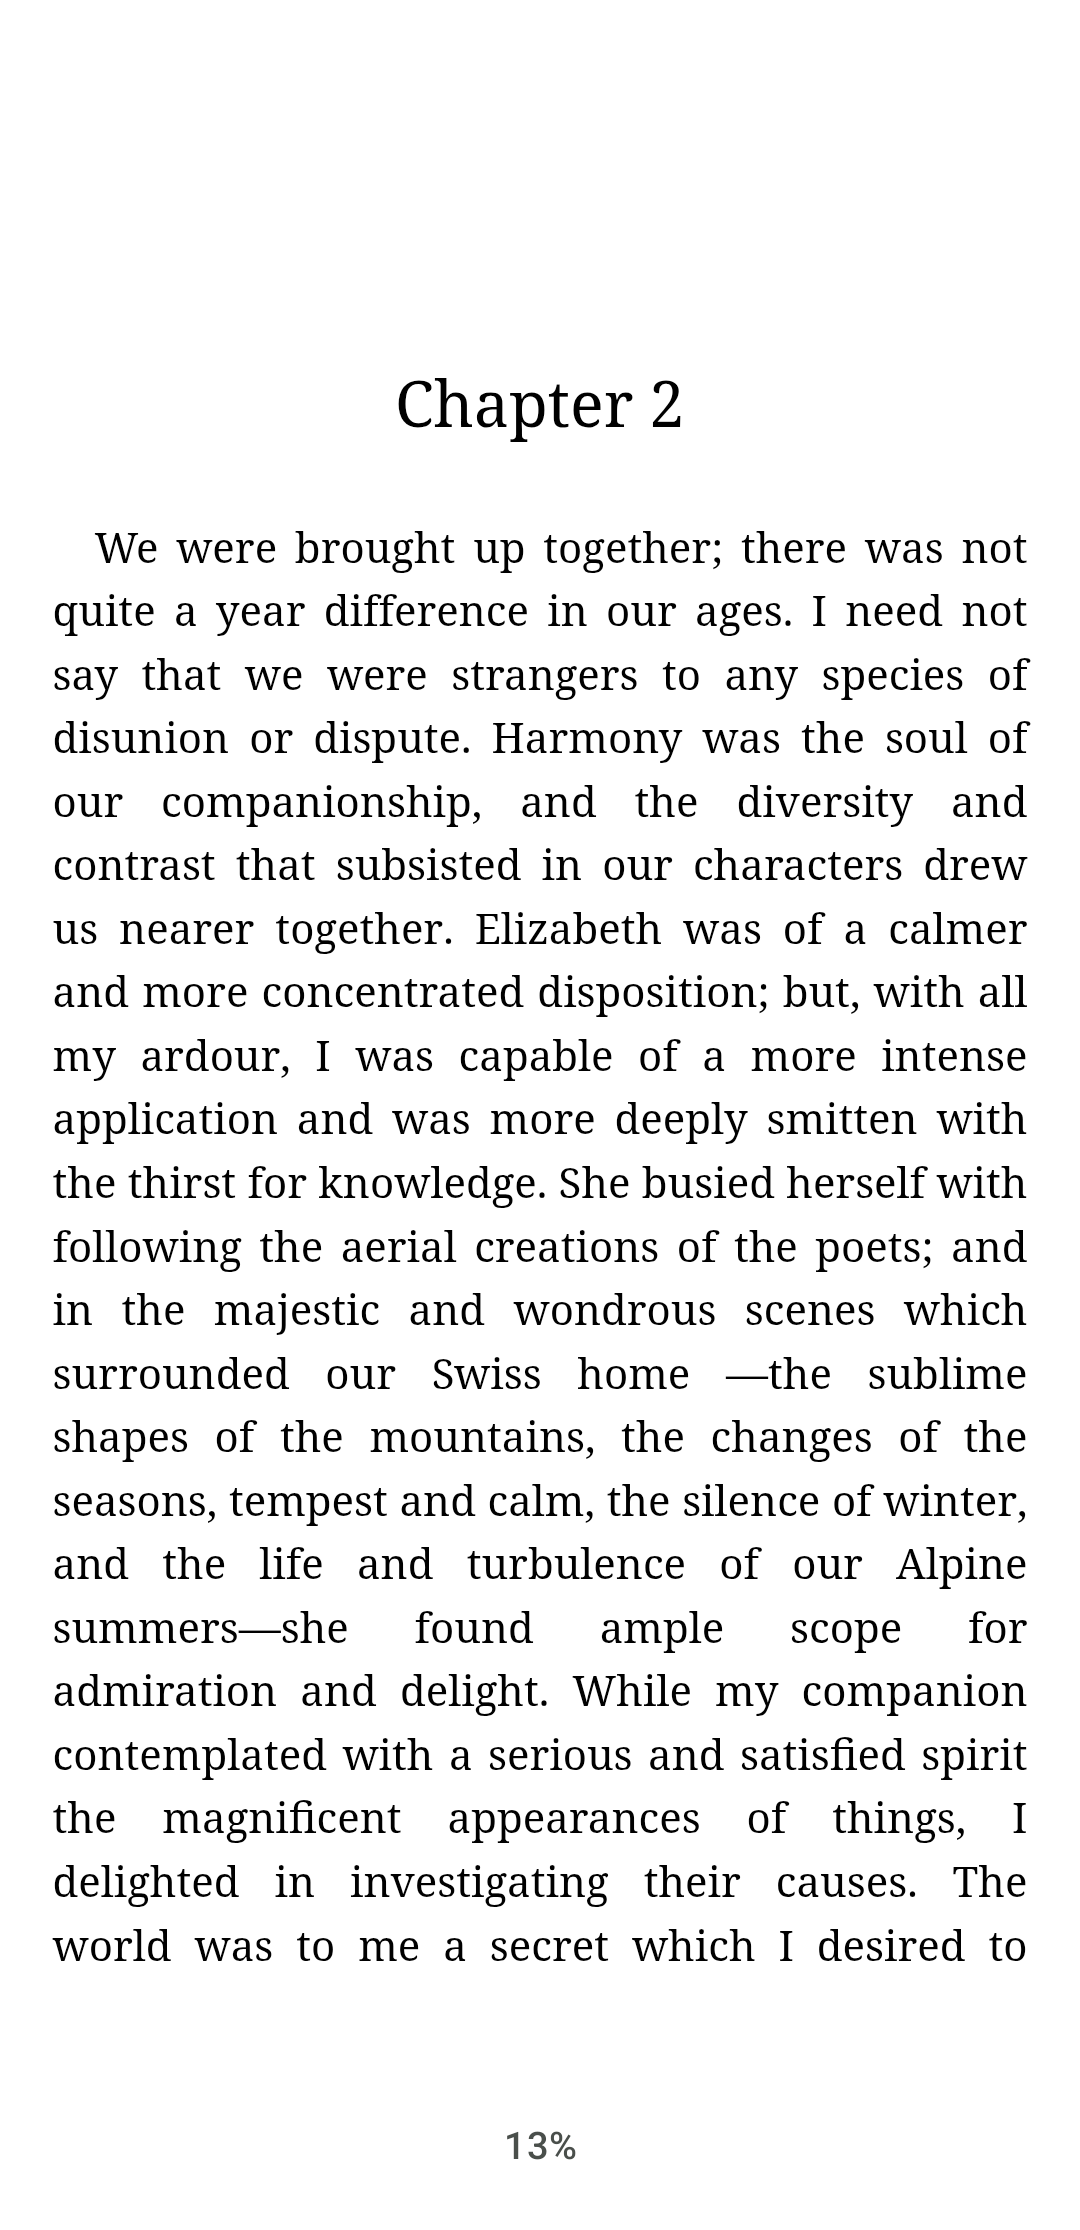 Chapter 2
We were brought up together; there was not
quite a year difference in our ages. I need not
say that we were strangers to any species of
disunion or dispute. Harmony was the soul of
our companionship, and the diversity and
contrast that subsisted in our characters drew
us nearer together. Elizabeth was of a calmer
and more concentrated disposition; but, with all
my ardour, I was capable of a more intense
application and was more deeply smitten with
the thirst for knowledge. She busied herself with
following the aerial creations of the poets; and
in the majestic and wondrous scenes which
surrounded our Swiss home —the sublime
shapes of the mountains, the changes of the
seasons, tempest and calm, the silence of winter,
and the life and turbulence of our Alpine
summers—she found ample scope for
admiration and delight. While my companion
contemplated with a serious and satisfied spirit
the magnificent appearances of things, I
delighted in investigating their causes. The
world was to me a secret which I desired to
13%